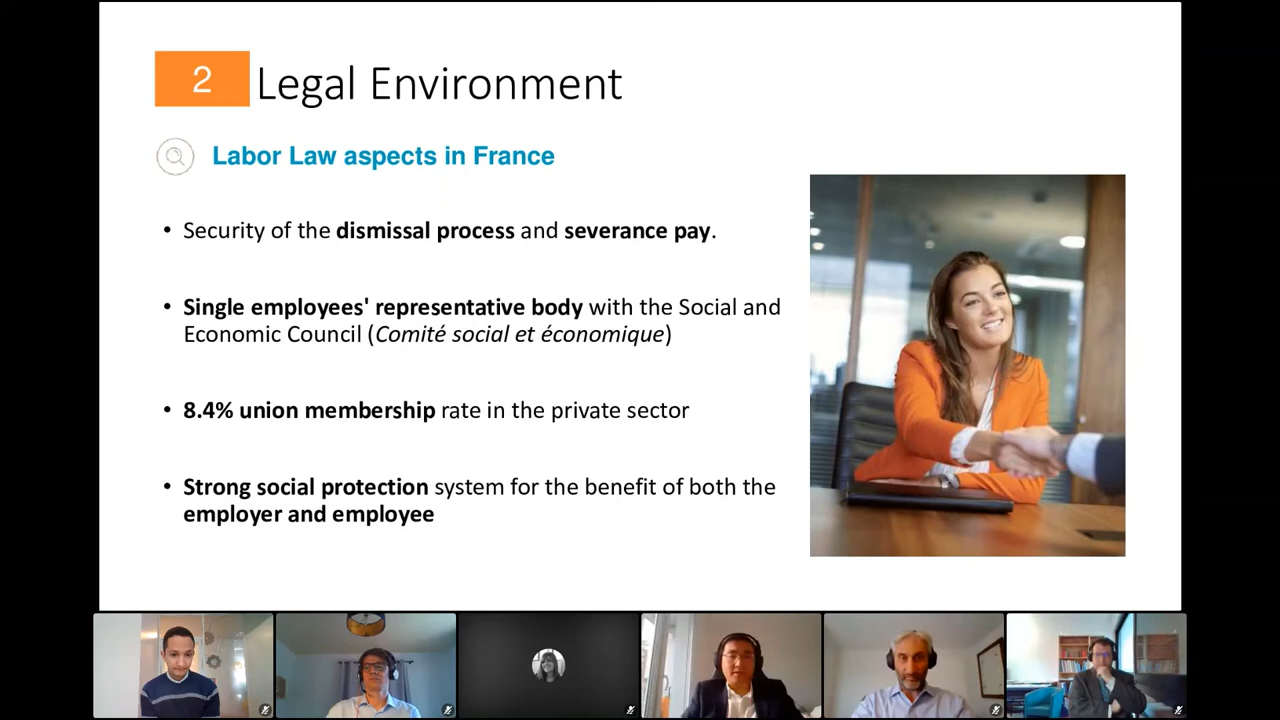 2 Legal Environment
Labor Law aspects in France
• Security of the dismissal process and severance pay.
• Single employees' representative body with the Social and
Economic Council (Comité social et économique)
• 8.4% union membership rate in the private sector
• Strong social protection system for the benefit of both the
employer and employee